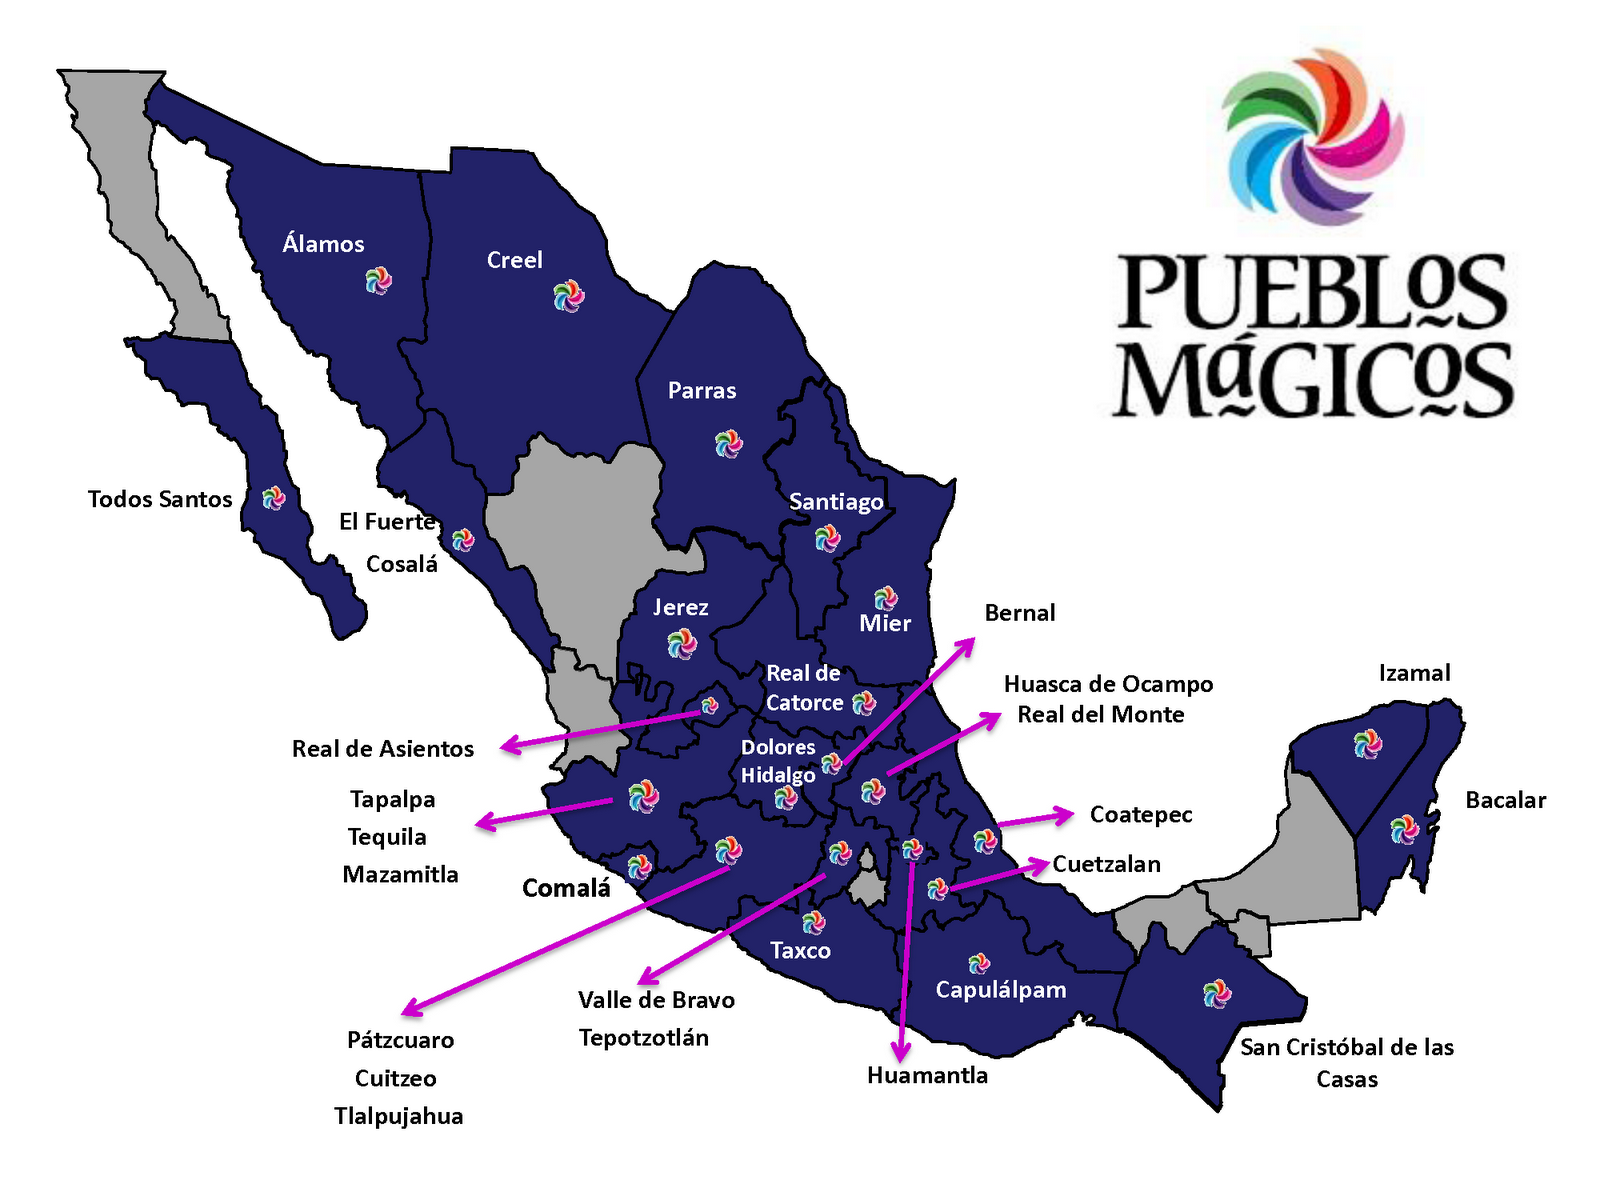 PUEBLOS
MáGICOS
Álamos
Creel
Parras
Todos Santos
El Fuerte
Cosalá
Santiago
Mier
Jerez
Bernal
Real de
Catorce
Huasca de Ocampo
Real del Monte
Izamal
Real de Asientos
Dolores
Hidalgo
Tapalpa
Tequila
Mazamitla
Coatepec
Bacalar
Cuetzalan
Comalá
Taxco
Capulálpam
Valle de Bravo
Tepotzotlán
Pátzcuaro
Cuitzeo
Tlalpujahua
Huamantla
San Cristóbal de las
Casas